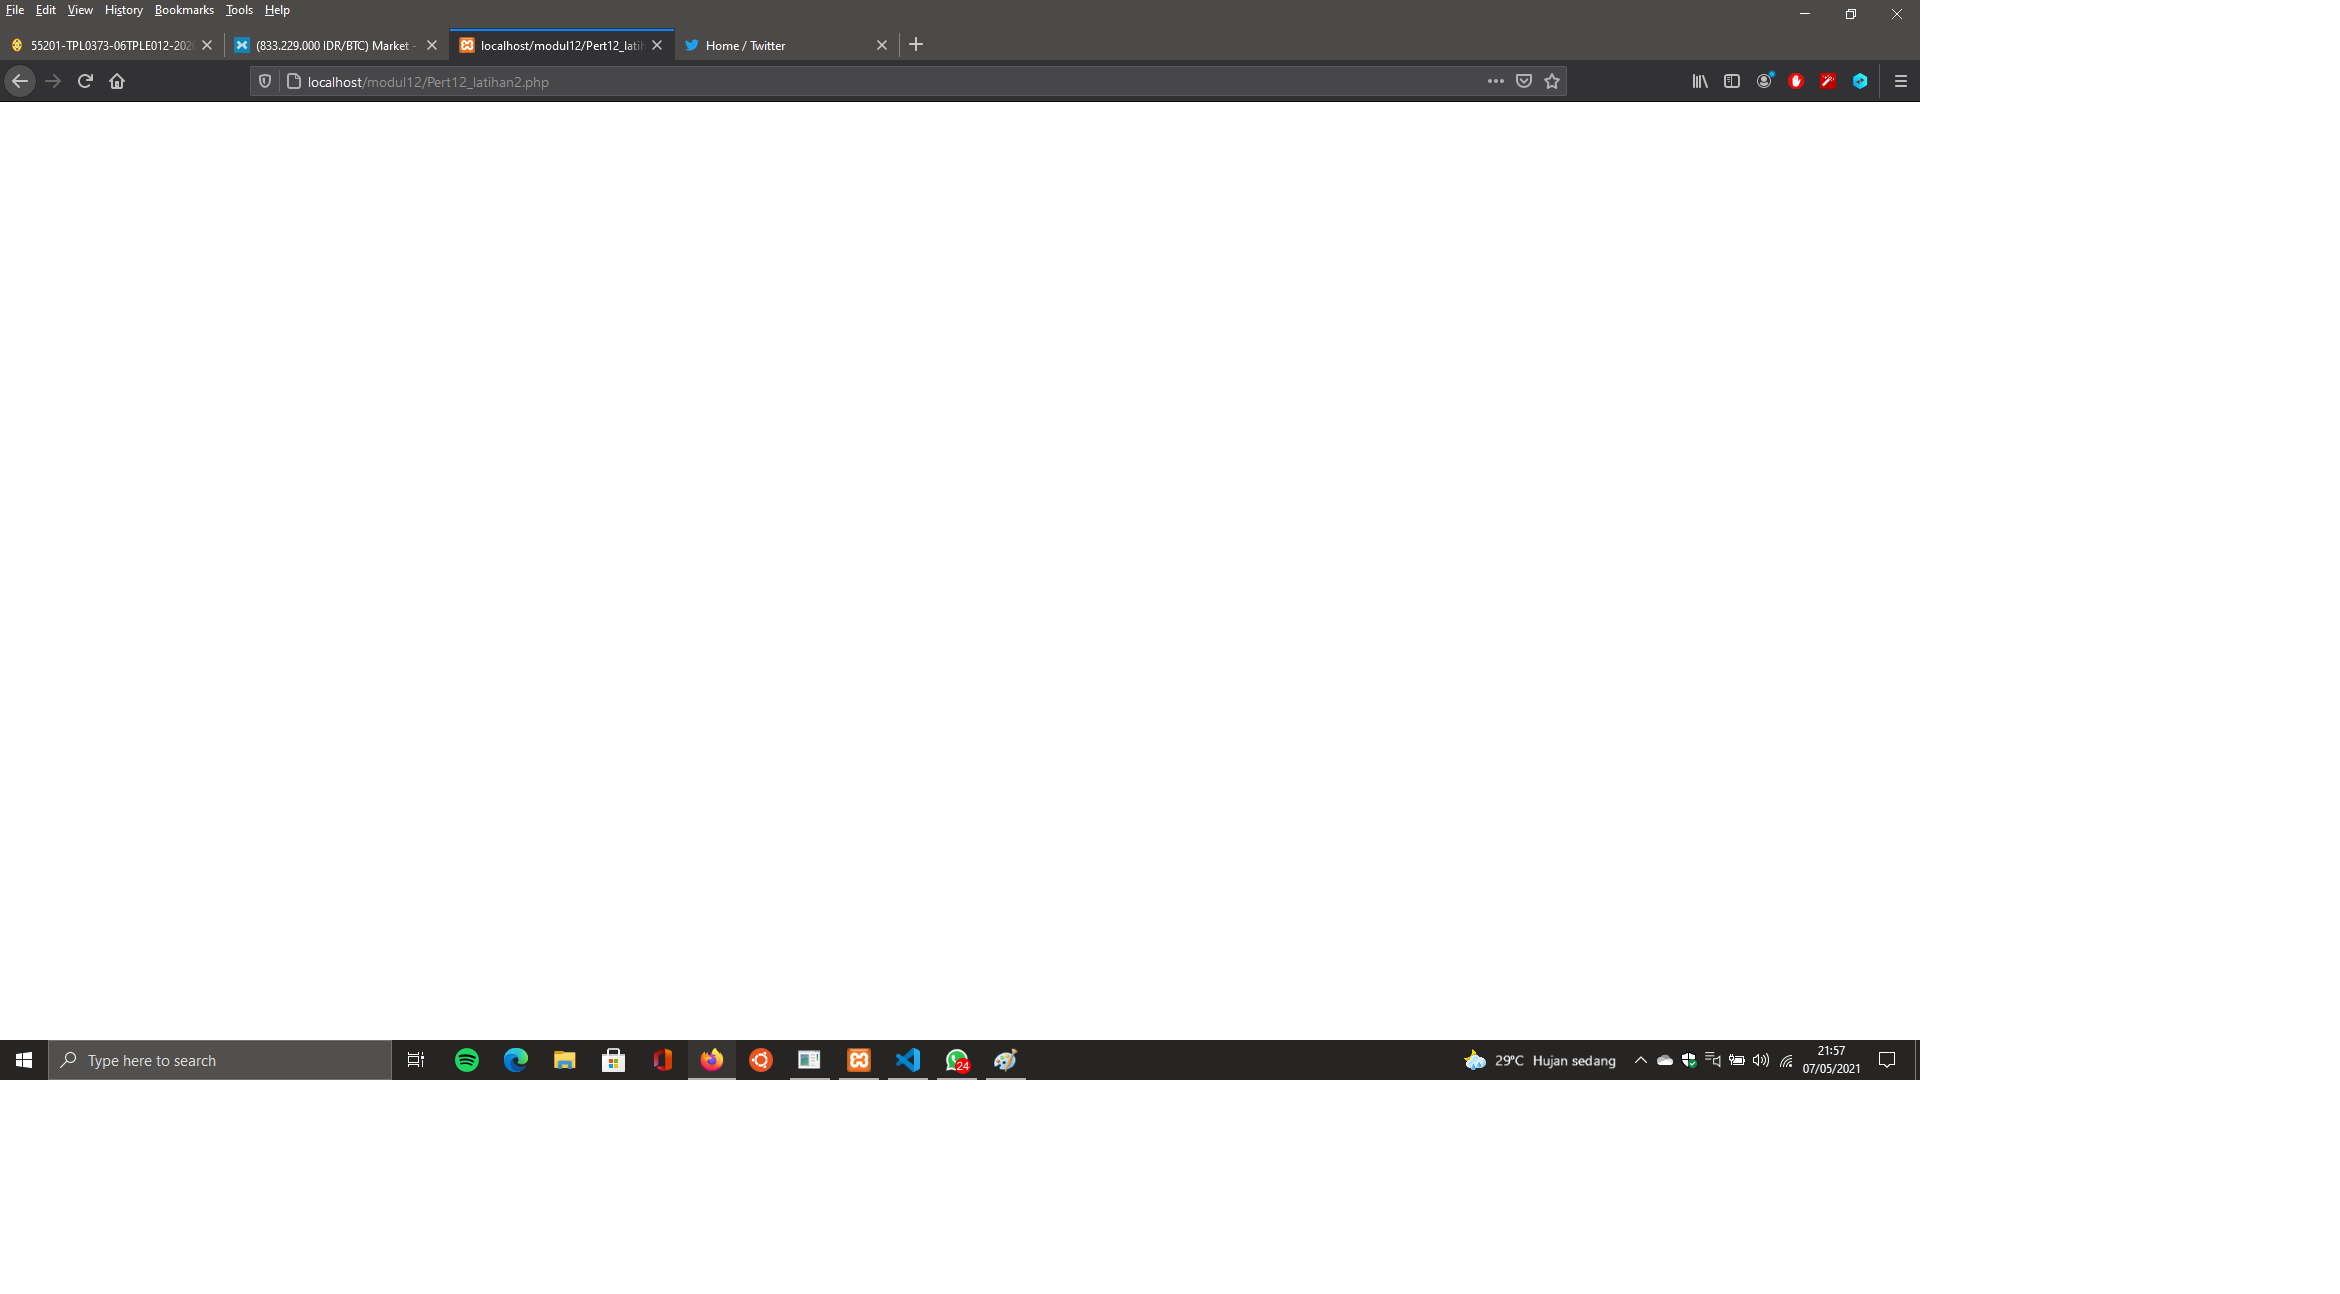 File Edit View History Bookmarks Tools Help
55201-TPL0373-06TPLE012-202 (833.229.000 IDR/BTC) Market - localhost/modul12/Pert12_latih Home / Twitter
localhost/modul12/Pert12_latihan2.php
Type here to search
24
29°C Hujan sedang
21:57
07/05/2021